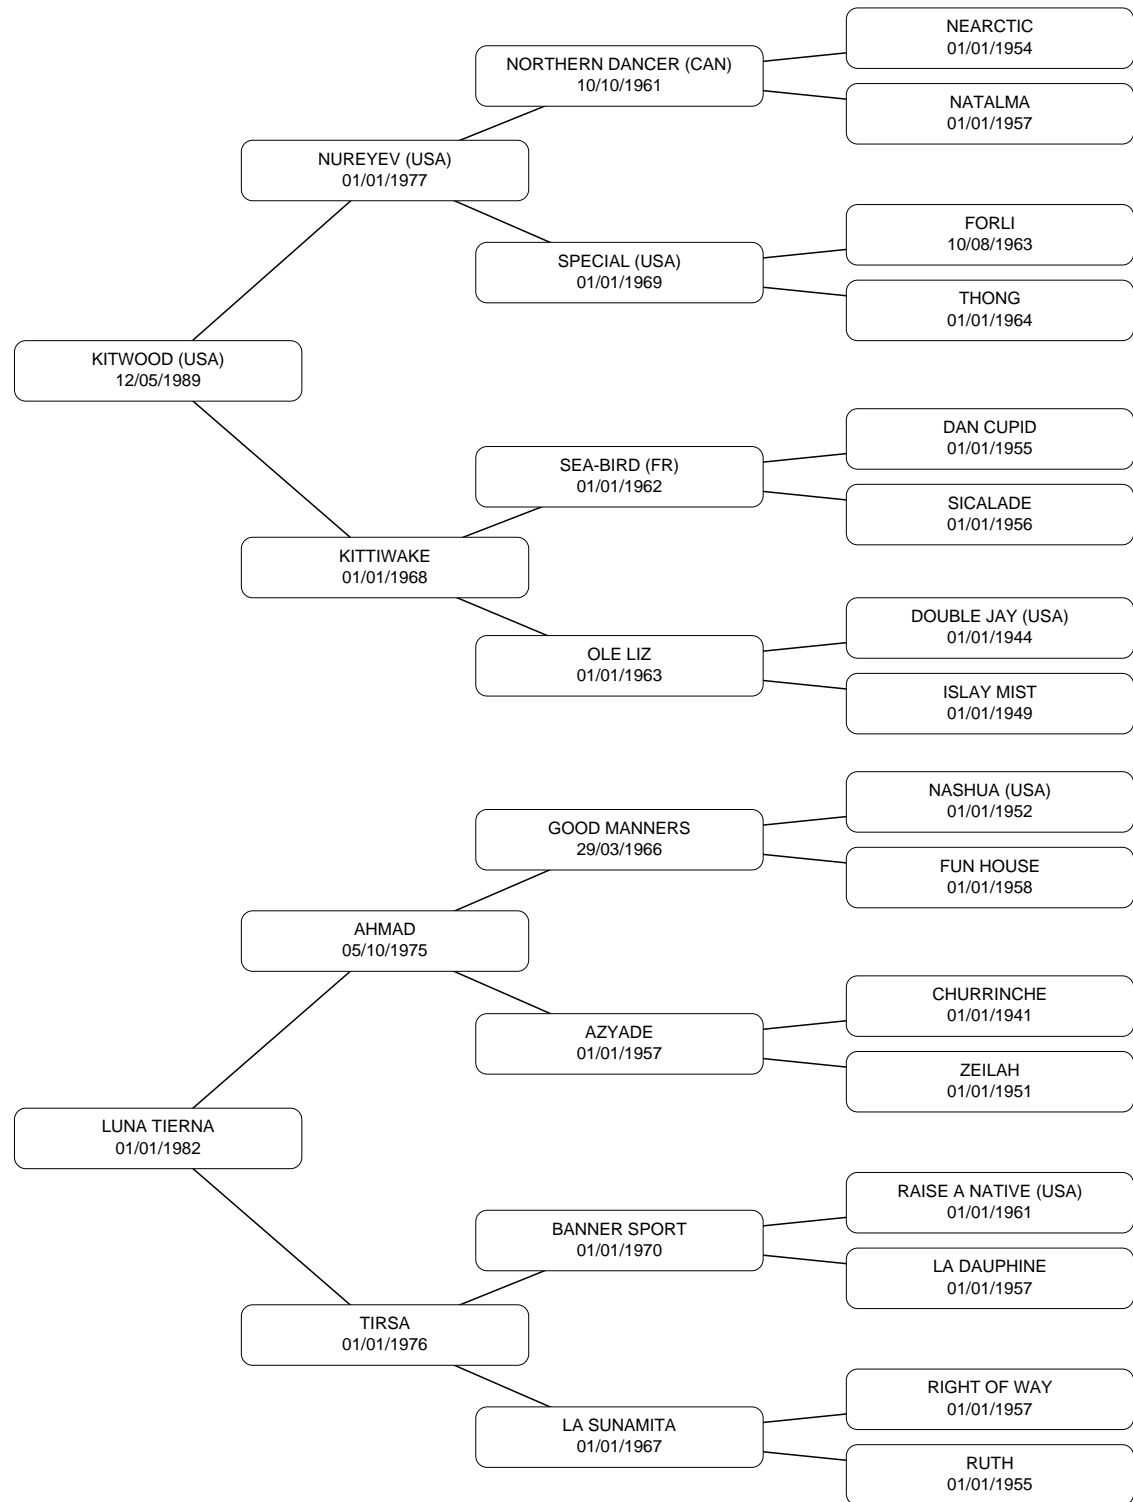 NEARCTIC
01/01/1954
NORTHERN DANCER (CAN)
10/10/1961
NATALMA
01/01/1957
NUREYEV (USA)
01/01/1977
FORLI
10/08/1963
SPECIAL (USA)
01/01/1969
THONG
01/01/1964
KITWOOD (USA)
12/05/1989
DAN CUPID
01/01/1955
SEA-BIRD (FR)
01/01/1962
SICALADE
01/01/1956
KITTIWAKE
01/01/1968
DOUBLE JAY (USA)
01/01/1944
OLE LIZ
01/01/1963
ISLAY MIST
01/01/1949
NASHUA (USA)
01/01/1952
GOOD MANNERS
29/03/1966
FUN HOUSE
01/01/1958
AHMAD
05/10/1975
CHURRINCHE
01/01/1941
AZYADE
01/01/1957
ZEILAH
01/01/1951
LUNA TIERNA
01/01/1982
RAISE A NATIVE (USA)
01/01/1961
BANNER SPORT
01/01/1970
LA DAUPHINE
01/01/1957
TIRSA
01/01/1976
RIGHT OF WAY
01/01/1957
LA SUNAMITA
01/01/1967
RUTH
01/01/1955